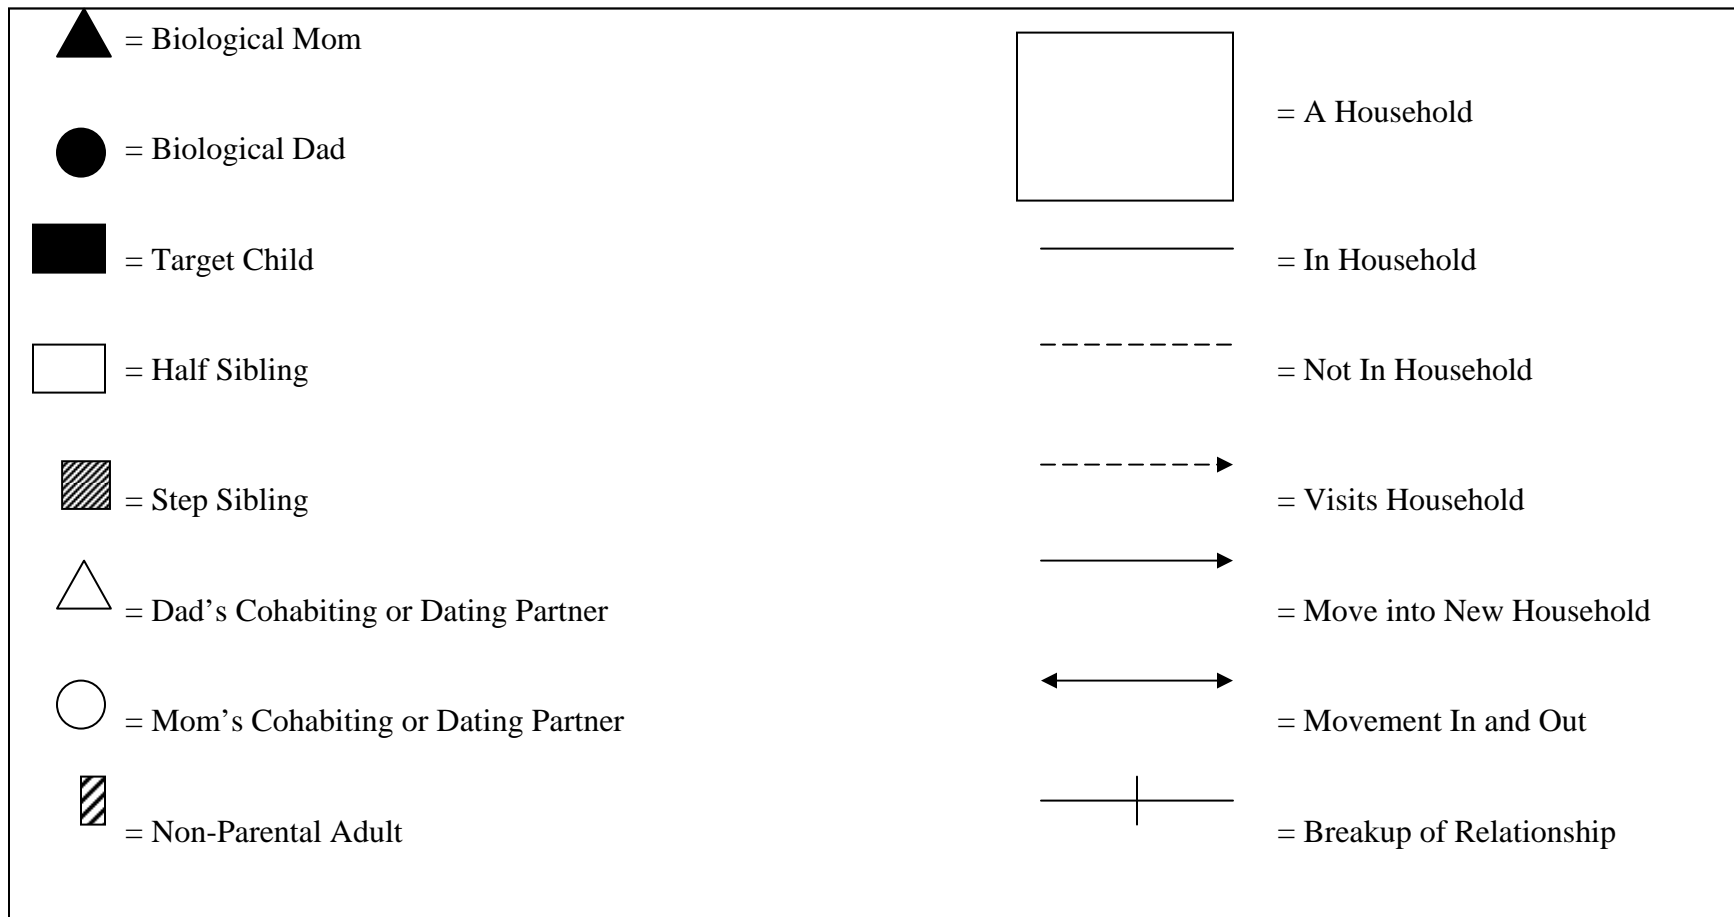 = Biological Mom
= Biological Dad
= Target Child
= Half Sibling
= Step Sibling
= Dad’s Cohabiting or Dating Partner
= Mom’s Cohabiting or Dating Partner
= Non-Parental Adult
= A Household
= In Household
= Not In Household
= Visits Household
= Move into New Household
= Movement In and Out
= Breakup of Relationship